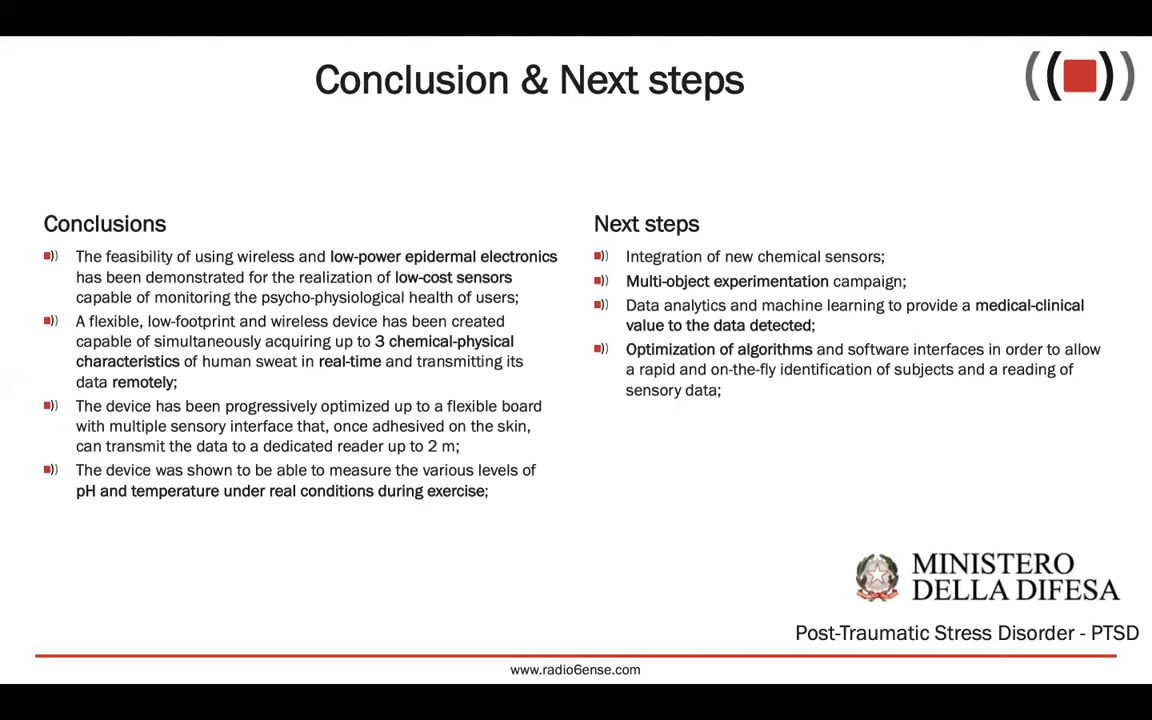 Conclusion & Next steps
Conclusions
The feasibility of using wireless and low-power epidermal electronics
has been demonstrated for the realization of low-cost sensors
capable of monitoring the psycho-physiological health of users;
A flexible, low-footprint and wireless device has been created
capable of simultaneously acquiring up to 3 chemical-physical
characteristics of human sweat in real-time and transmitting its
data remotely;
The device has been progressively optimized up to a flexible board
with multiple sensory interface that, once adhesived on the skin,
can transmit the data to a dedicated reader up to 2 m;
The device was shown to be able to measure the various levels of
pH and temperature under real conditions during exercise;
Next steps
Integration of new chemical sensors;
Multi-object experimentation campaign;
Data analytics and machine learning to provide a medical-clinical
value to the data detected;
Optimization of algorithms and software interfaces in order to allow
a rapid and on-the-fly identification of subjects and a reading of
sensory data;
MINISTERO
DELLA DIFESA
Post-Traumatic Stress Disorder - PTSD
www.radio6ense.com